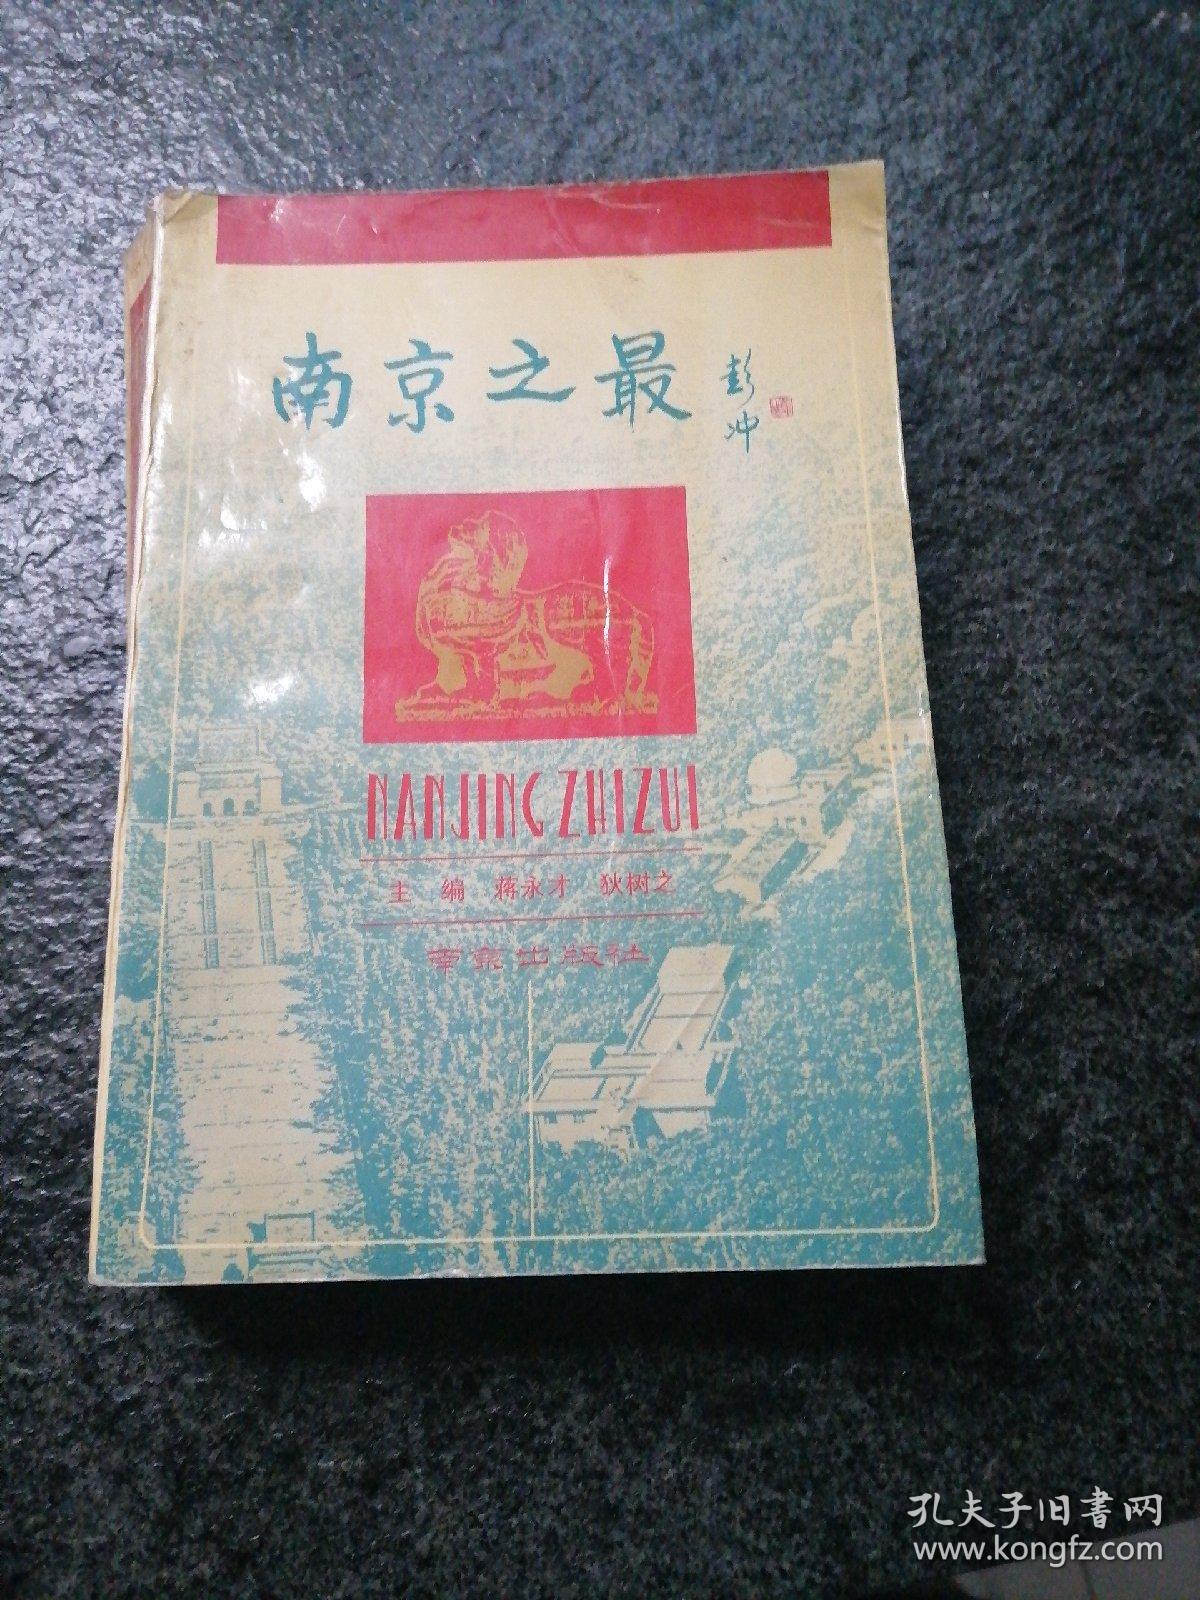 南京之最
彭冲
NANJING ZHIZUI
主 编 蒋永才 狄树之
南京出版社
孔夫子旧書网
www.kongfz.com